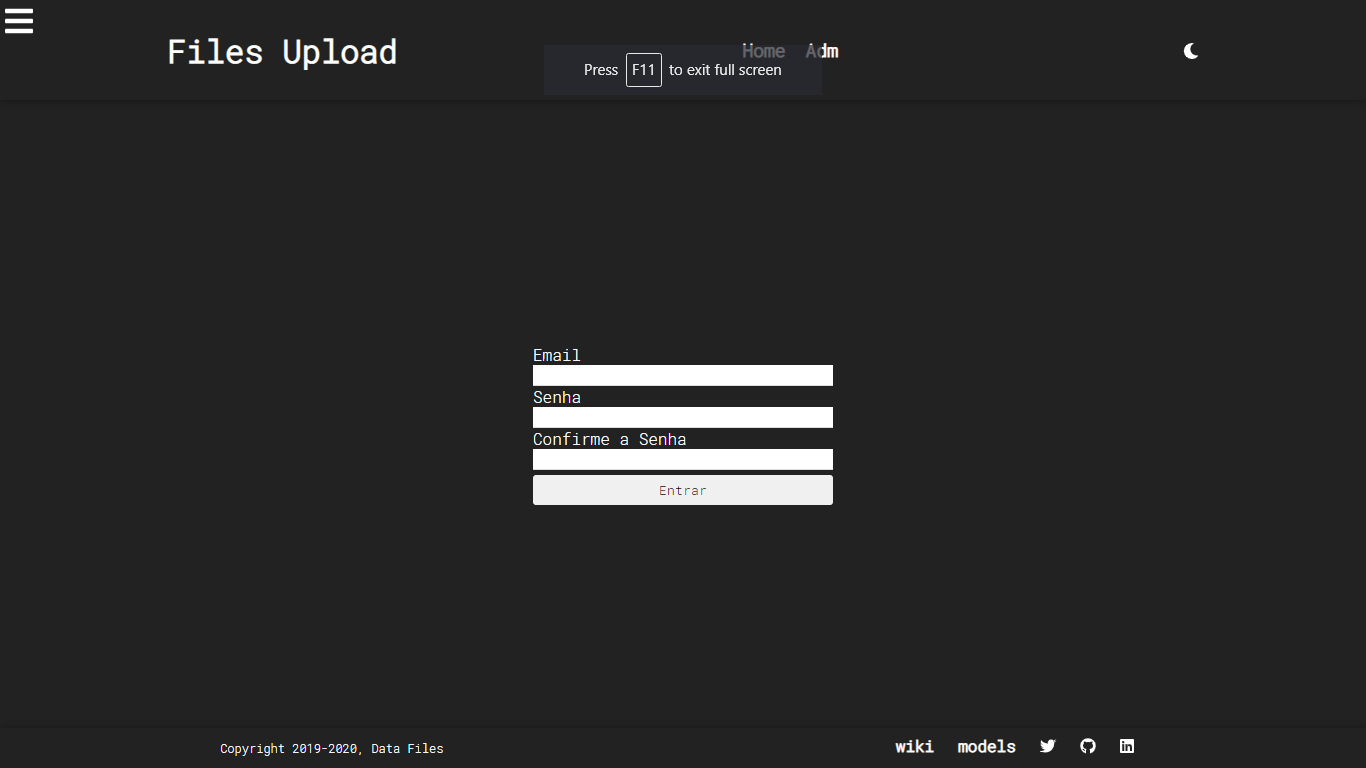 Files Upload
Home Adm
Press F11 to exit full screen
Email
Senha
Confirme a Senha
Entrar
Copyright 2019-2020, Data Files
wiki models